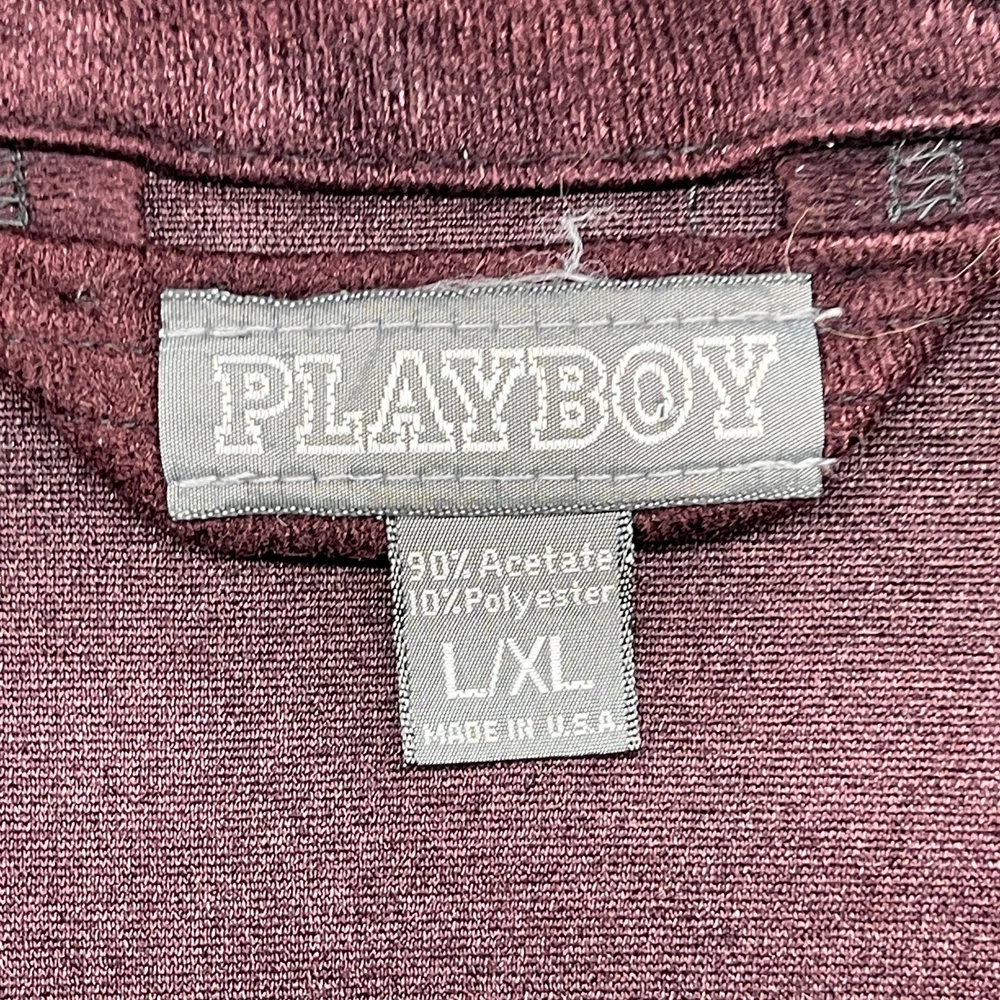 PLAYBOY
90% Acetate
10% Polyester
L/XL
MADE IN U.S.A